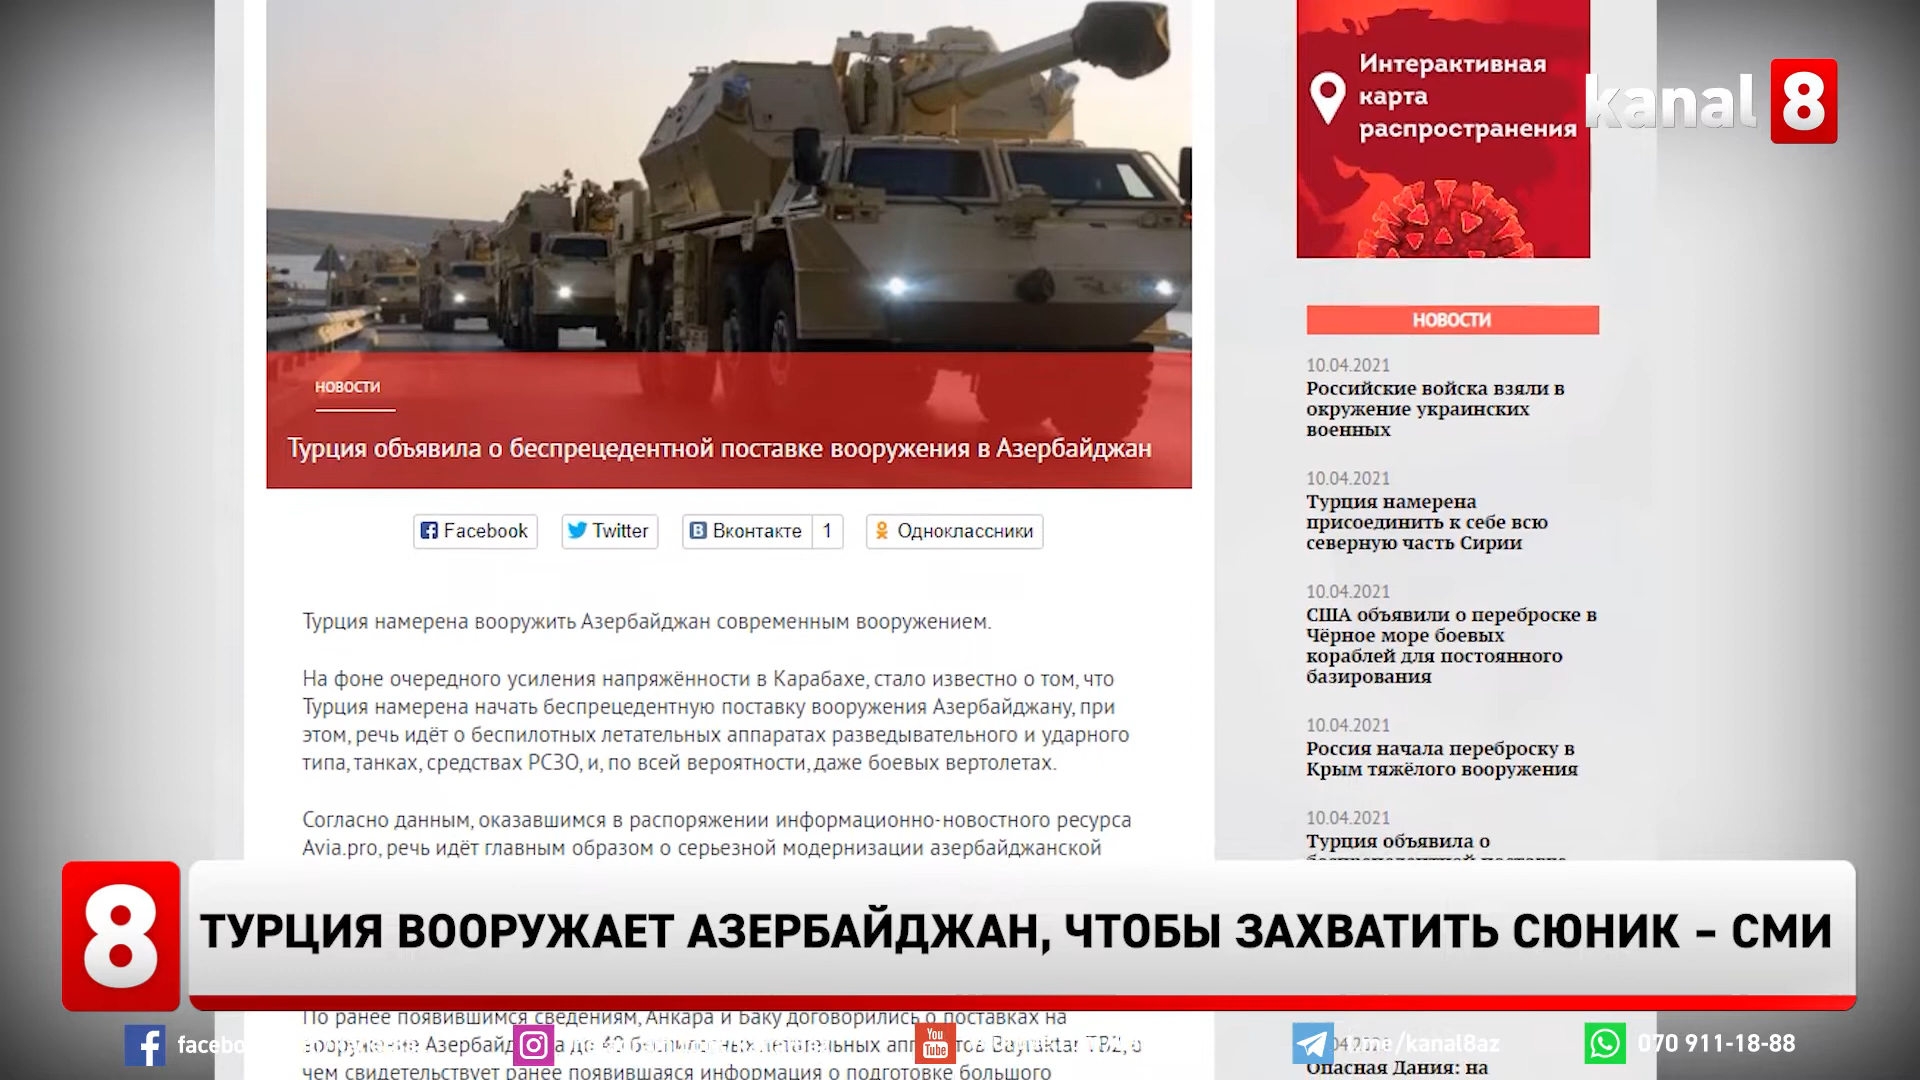 Интерактивная
карта
распространения
kanal 8
НОВОСТИ
Турция объявила о беспрецедентной поставке вооружения в Азербайджан
Facebook
Twitter
Вконтакте 1
Одноклассники
Турция намерена вооружить Азербайджан современным вооружением.
На фоне очередного усиления напряжённости в Карабахе, стало известно о том, что
Турция намерена начать беспрецедентную поставку вооружения Азербайджану, при
этом, речь идёт о беспилотных летательных аппаратах разведывательного и ударного
типа, танках, средствах РСЗО, и, по всей вероятности, даже боевых вертолетах.
Согласно данным, оказавшимся в распоряжении информационно-новостного ресурса
Avia.pro, речь идёт главным образом о серьезной модернизации азербайджанской
НОВОСТИ
10.04.2021
Российские войска взяли в
окружение украинских
военных
10.04.2021
Турция намерена
присоединить к себе всю
северную часть Сирии
10.04.2021
США объявили о переброске в
Чёрное море боевых
кораблей для постоянного
базирования
10.04.2021
Россия начала переброску в
Крым тяжёлого вооружения
10.04.2021
Турция объявила о
8 ТУРЦИЯ ВООРУЖАЕТ АЗЕРБАЙДЖАН, ЧТОБЫ ЗАХВАТИТЬ СЮНИК – СМИ
По ранее появившимся сведениям, Анкара и Баку договорились о поставках на
летательных Bayraktar TB2, о
чем свидетельствует ранее появившаяся информация о подготовке большого
Опасная Дания: на
You Tube
t.me/kanal8az
070 911-18-88